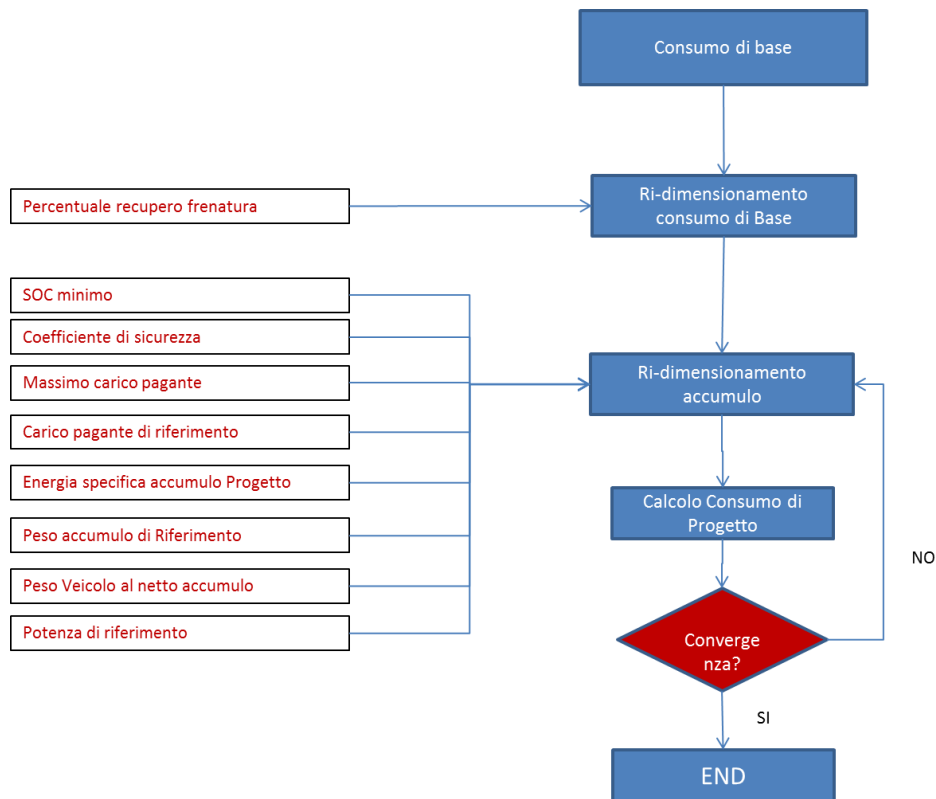 Consumo di base
Percentuale recupero frenatura
Ri-dimensionamento
consumo di Base
SOC minimo
Coefficiente di sicurezza
Massimo carico pagante
Carico pagante di riferimento
Energia specifica accumulo Progetto
Peso accumulo di Riferimento
Peso Veicolo al netto accumulo
Potenza di riferimento
Ri-dimensionamento
accumulo
Calcolo Consumo di
Progetto
NO
Converge
nza?
SI
END